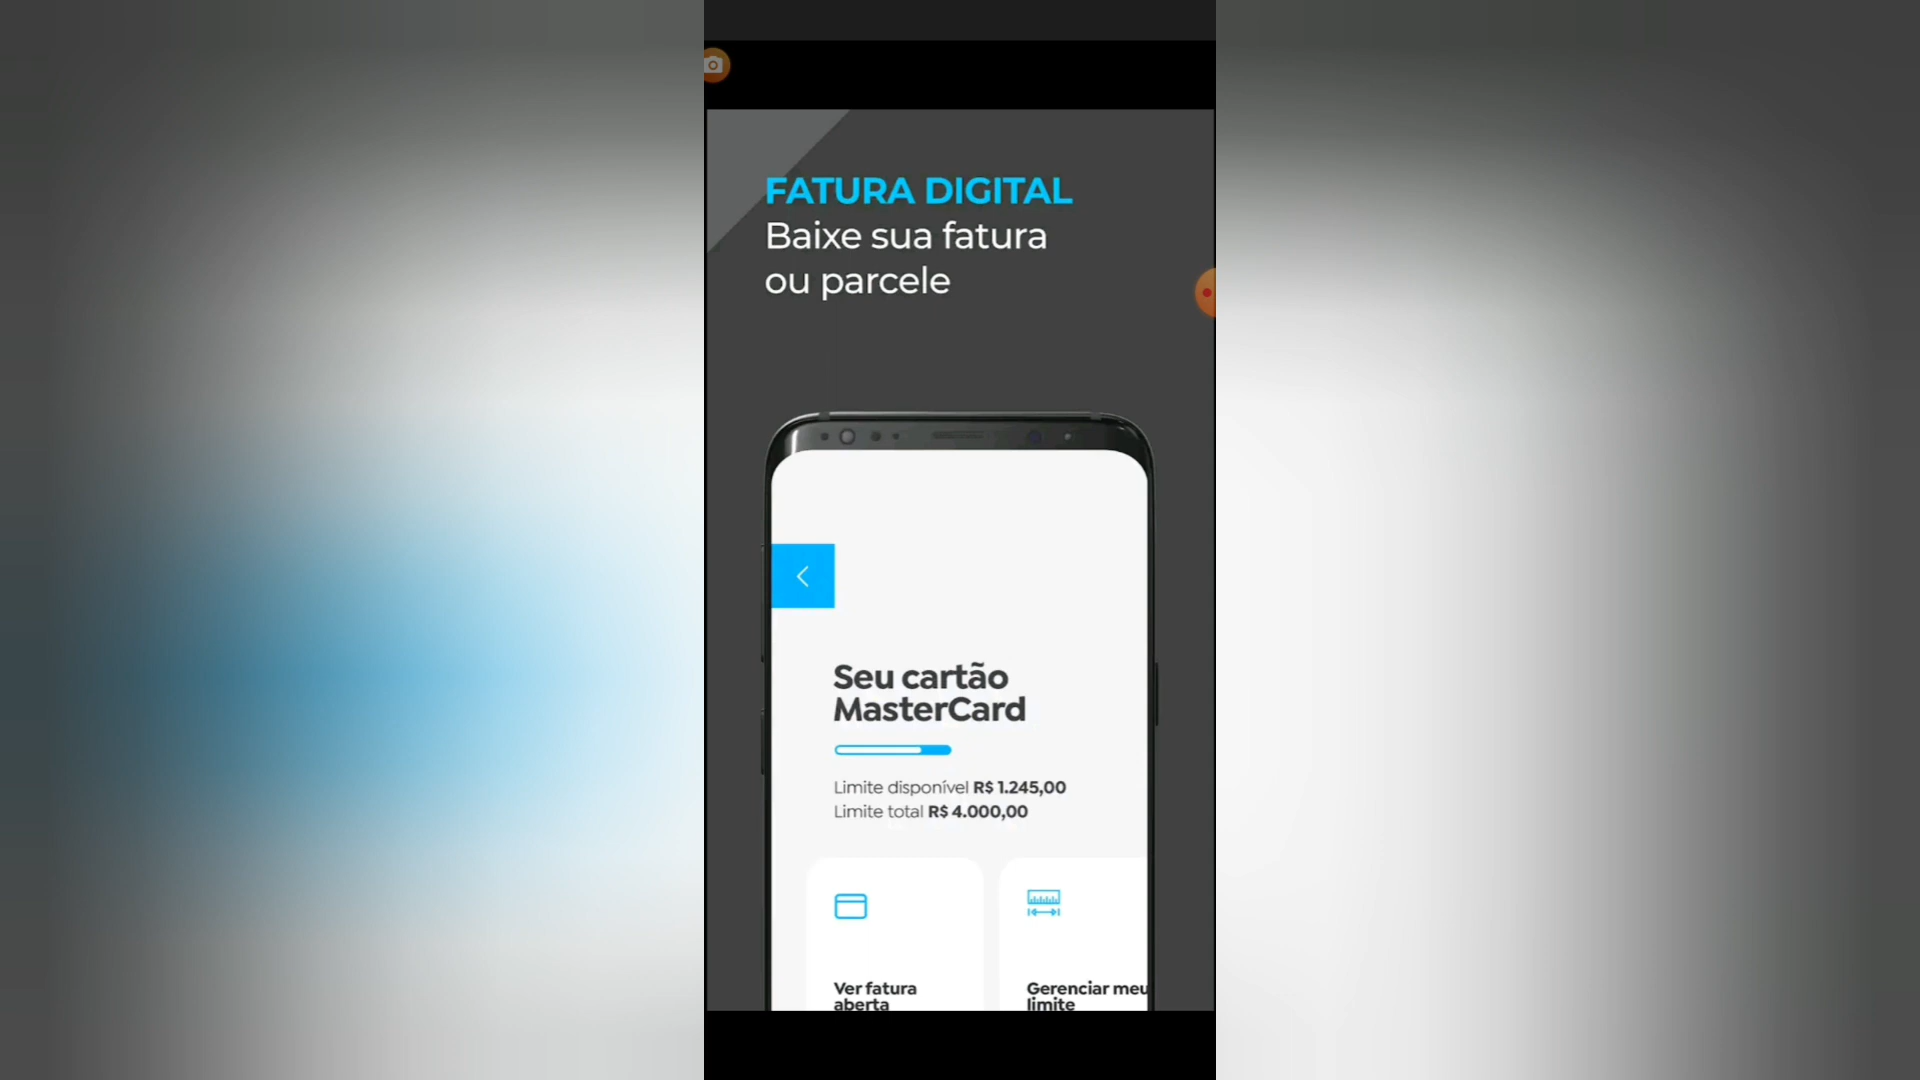 FATURA DIGITAL
Baixe sua fatura
ou parcele
Seu cartão
MasterCard
Limite disponível R$ 1.245,00
Limite total R$ 4.000,00
Ver fatura
aberta
Gerenciar meu
limite